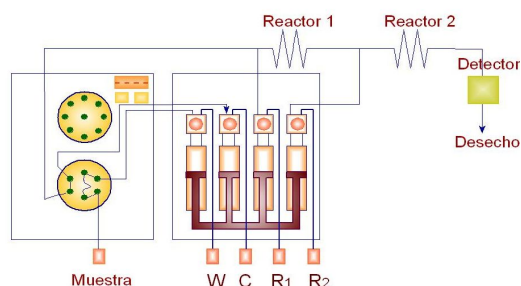 Reactor 1
Reactor 2
Detector
Desecho
Muestra
W
C
R1
R2